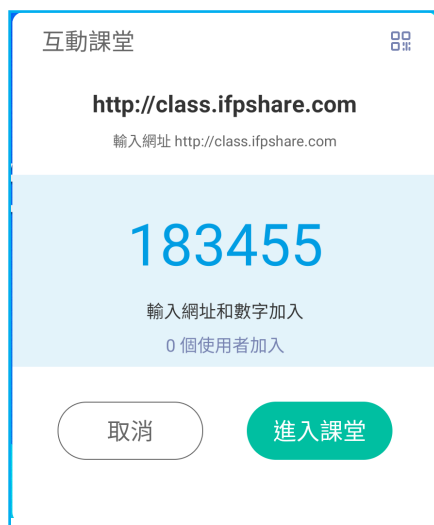 互動課堂
http://class.ifpshare.com
輸入網址 http://class.ifpshare.com
183455
輸入網址和數字加入
0 個使用者加入
取消
進入課堂